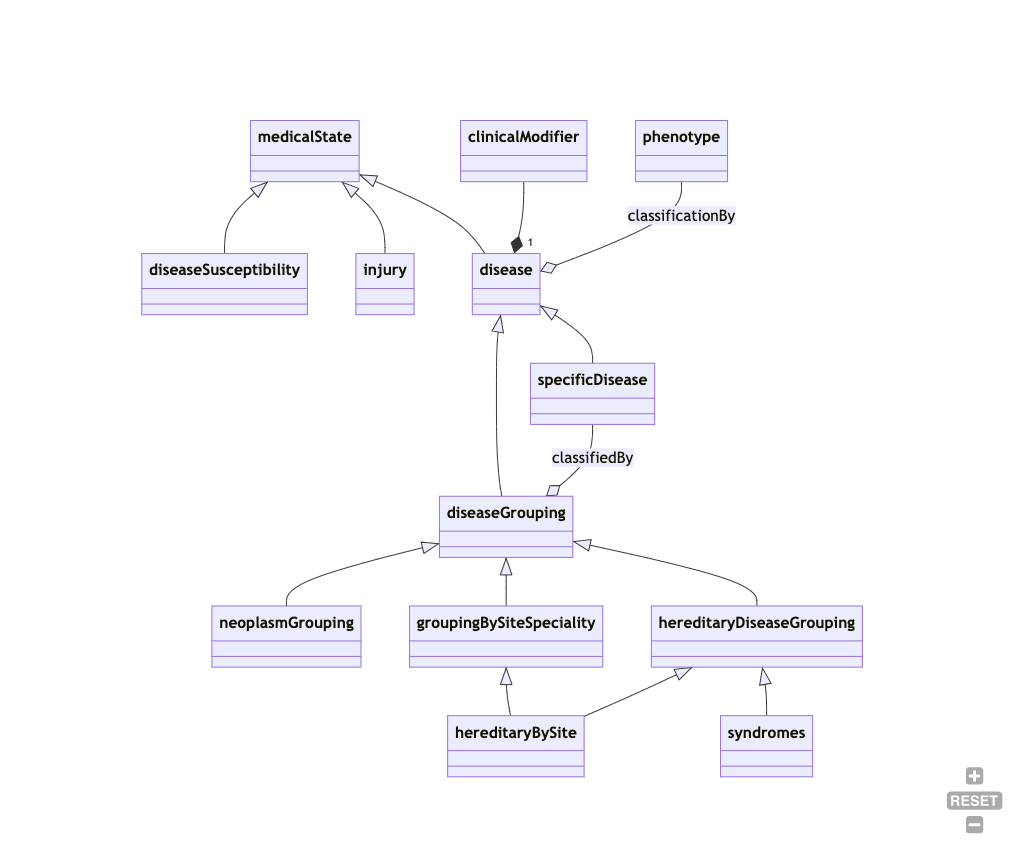 medicalState
clinicalModifier
phenotype
classificationBy
1
diseaseSusceptibility
injury
disease
specificDisease
classifiedBy
diseaseGrouping
neoplasmGrouping
groupingBySiteSpeciality
hereditaryDiseaseGrouping
hereditaryBySite
syndromes
RESET